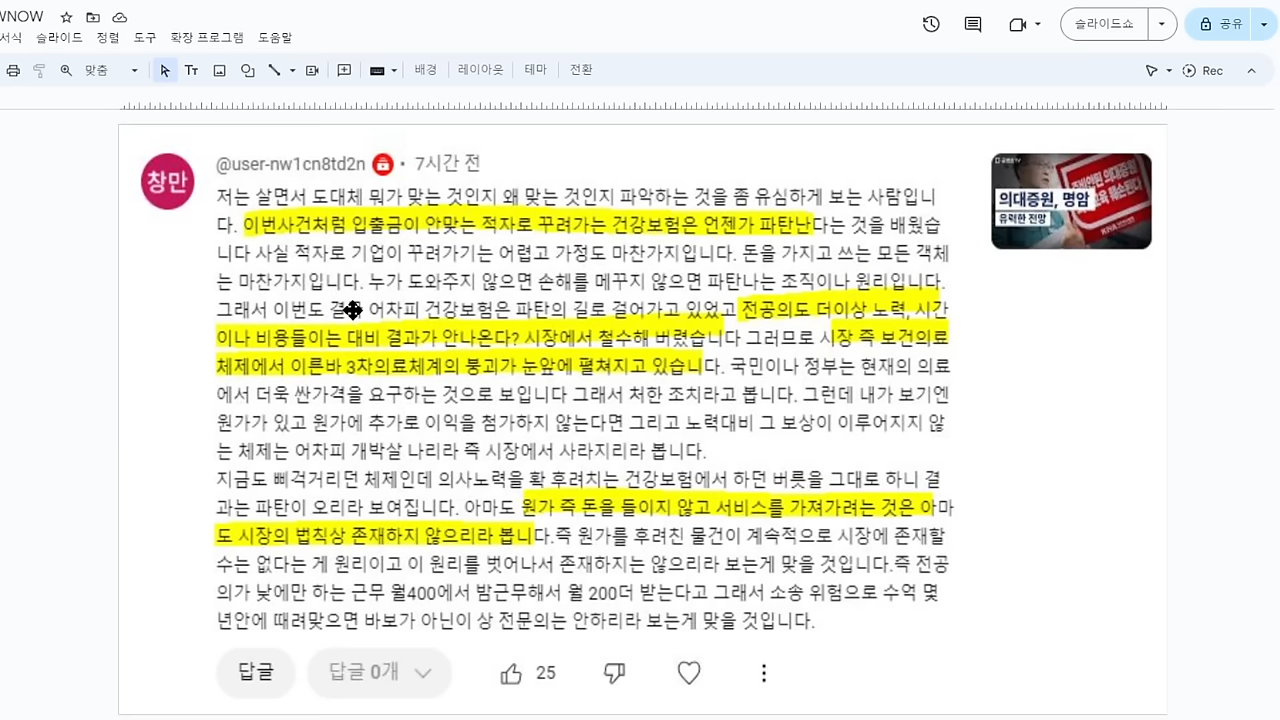 WNOW
서식 슬라이드 정렬 도구 확장 프로그램 도움말
슬라이드쇼
공유
맞춤
Tт
배경 레이아웃 테마 전환
Rec
창만
@user-nw1cn8td2n · 7시간 전
저는 살면서 도대체 뭐가 맞는 것인지 왜 맞는 것인지 파악하는 것을 좀 유심하게 보는 사람입니
다. 이번사건처럼 입출금이 안맞는 적자로 꾸려가는 건강보험은 언젠가 파탄난다는 것을 배웠습
니다 사실 적자로 기업이 꾸려가기는 어렵고 가정도 마찬가지입니다. 돈을 가지고 쓰는 모든 객체
는 마찬가지입니다. 누가 도와주지 않으면 손해를 메꾸지 않으면 파탄나는 조직이나 원리입니다.
그래서 이번도 어차피 건강보험은 파탄의 길로 걸어가고 있었고 전공의도 더이상 노력, 시간
이나 비용들이는 대비 결과가 안나온다? 시장에서 철수해 버렸습니다 그러므로 시장 즉 보건의료
체제에서 이른바 3차의료체계의 붕괴가 눈앞에 펼쳐지고 있습니다. 국민이나 정부는 현재의 의료
에서 더욱 싼가격을 요구하는 것으로 보입니다 그래서 처한 조치라고 봅니다. 그런데 내가 보기엔
원가가 있고 원가에 추가로 이익을 첨가하지 않는다면 그리고 노력대비 그 보상이 이루어지지 않
는 체제는 어차피 개박살 나리라 즉 시장에서 사라지리라 봅니다.
지금도 삐걱거리던 체제인데 의사노력을 확 후려치는 건강보험에서 하던 버릇을 그대로 하니 결
과는 파탄이 오리라 보여집니다. 아마도 원가 즉 돈을 들이지 않고 서비스를 가져가려는 것은 아마
도 시장의 법칙상 존재하지 않으리라 봅니다.즉 원가를 후려친 물건이 계속적으로 시장에 존재할
수는 없다는 게 원리이고 이 원리를 벗어나서 존재하지는 않으리라 보는게 맞을 것입니다.즉 전공
의가 낮에만 하는 근무 월400에서 밤근무해서 월 200더 받는다고 그래서 소송 위험으로 수억 몇
년안에 때려맞으면 바보가 아닌이 상 전문의는 안하리라 보는게 맞을 것입니다.
답글 답글 0개 25
의대증원, 명암
유력한 전망